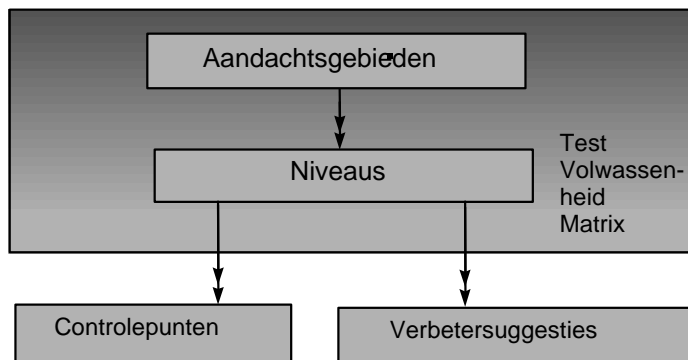 Aandachtsgebieden
Niveaus
Test
Volwassen-
heid
Matrix
Controlepunten
Verbetersuggesties